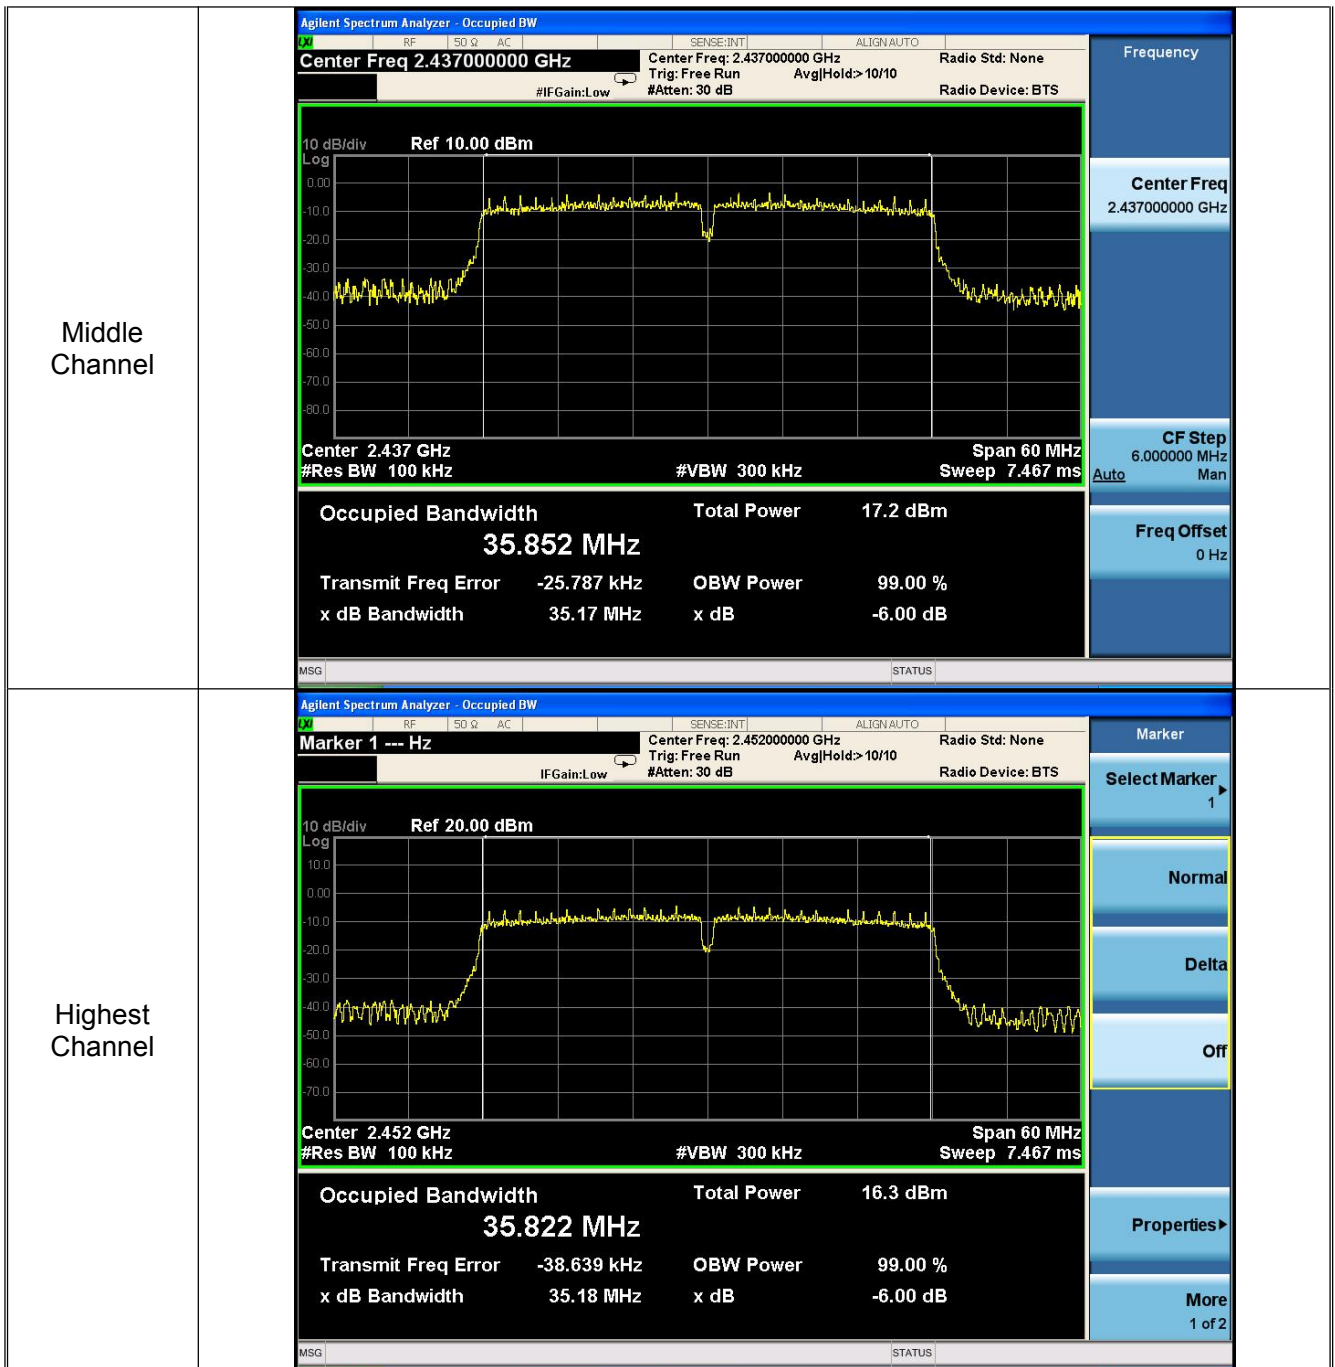 Middle
Channel
Agilent Spectrum Analyzer - Occupied BW
LXI RF 50 Ω AC SENSE:INT ALIGN AUTO
Center Freq 2.437000000 GHz
Center Freq: 2.437000000 GHz Radio Std: None
Trig: Free Run Avg|Hold:>10/10
#IFGain:Low #Atten: 30 dB Radio Device: BTS
10 dB/div Ref 10.00 dBm
Log
0.00
-10.0
-20.0
-30.0
-40.0
-50.0
-60.0
-70.0
-80.0
Center 2.437 GHz Span 60 MHz
#Res BW 100 kHz #VBW 300 kHz Sweep 7.467 ms
Occupied Bandwidth Total Power 17.2 dBm
35.852 MHz
Transmit Freq Error -25.787 kHz OBW Power 99.00 %
x dB Bandwidth 35.17 MHz x dB -6.00 dB
MSG STATUS
Frequency
Center Freq
2.437000000 GHz
CF Step
6.000000 MHz
Auto Man
Freq Offset
0 Hz
Highest
Channel
Agilent Spectrum Analyzer - Occupied BW
LXI RF 50 Ω AC SENSE:INT ALIGN AUTO
Marker 1 --- Hz
Center Freq: 2.452000000 GHz Radio Std: None
Trig: Free Run Avg|Hold:>10/10
IFGain:Low #Atten: 30 dB Radio Device: BTS
10 dB/div Ref 20.00 dBm
Log
10.0
0.00
-10.0
-20.0
-30.0
-40.0
-50.0
-60.0
-70.0
Center 2.452 GHz Span 60 MHz
#Res BW 100 kHz #VBW 300 kHz Sweep 7.467 ms
Occupied Bandwidth Total Power 16.3 dBm
35.822 MHz
Transmit Freq Error -38.639 kHz OBW Power 99.00 %
x dB Bandwidth 35.18 MHz x dB -6.00 dB
MSG STATUS
Marker
Select Marker
1
Normal
Delta
Off
Properties
More
1 of 2